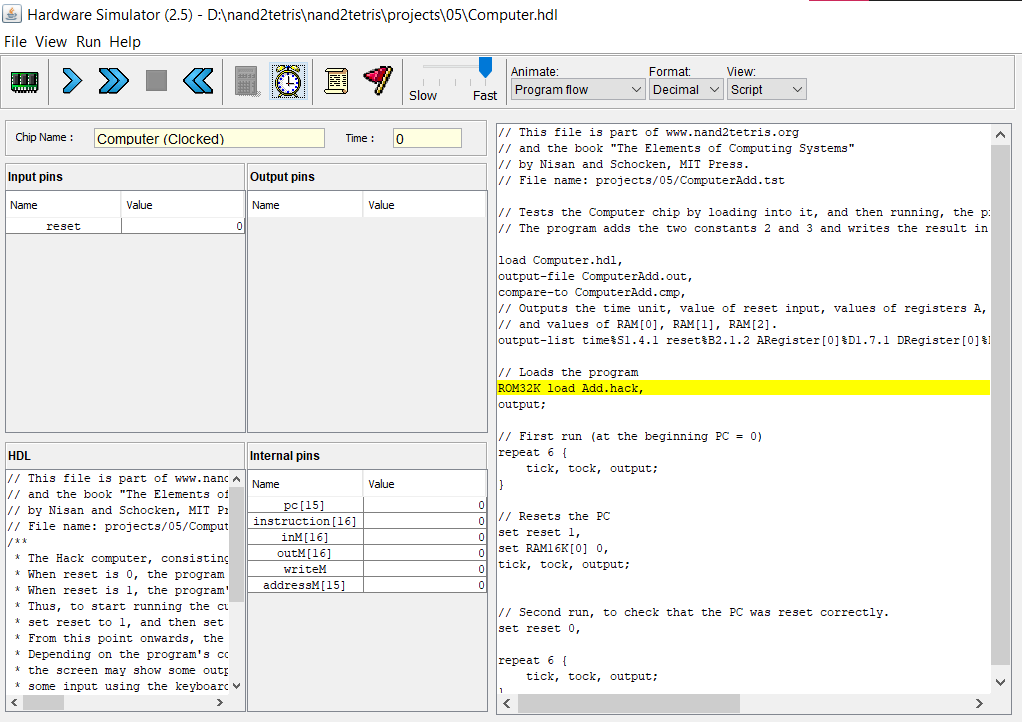 Hardware Simulator (2.5) - D:\nand2tetris\nand2tetris\projects\05\Computer.hdl
File View Run Help
Slow Fast
Animate: Format: View:
Program flow Decimal Script
Chip Name : Computer (Clocked) Time : 0
Input pins
Name Value
reset 0
Output pins
Name Value
HDL
// This file is part of www.nand
// and the book "The Elements of
// by Nisan and Schocken, MIT Pr
// File name: projects/05/Comput
/**
* The Hack computer, consisting
* When reset is 0, the program
* When reset is 1, the program'
* Thus, to start running the cu
* set reset to 1, and then set
* From this point onwards, the
* Depending on the program's co
* the screen may show some outp
* some input using the keyboard
Internal pins
Name Value
pc[15] 0
instruction[16] 0
inM[16] 0
outM[16] 0
writeM 0
addressM[15] 0
// This file is part of www.nand2tetris.org
// and the book "The Elements of Computing Systems"
// by Nisan and Schocken, MIT Press.
// File name: projects/05/ComputerAdd.tst
// Tests the Computer chip by loading into it, and then running, the p
// The program adds the two constants 2 and 3 and writes the result in
load Computer.hdl,
output-file ComputerAdd.out,
compare-to ComputerAdd.cmp,
// Outputs the time unit, value of reset input, values of registers A,
// and values of RAM[0], RAM[1], RAM[2].
output-list time%S1.4.1 reset%B2.1.2 ARegister[0]%D1.7.1 DRegister[0]%
// Loads the program
ROM32K load Add.hack,
output;
// First run (at the beginning PC = 0)
repeat 6 {
tick, tock, output;
}
// Resets the PC
set reset 1,
set RAM16K[0] 0,
tick, tock, output;
// Second run, to check that the PC was reset correctly.
set reset 0,
repeat 6 {
tick, tock, output;
}